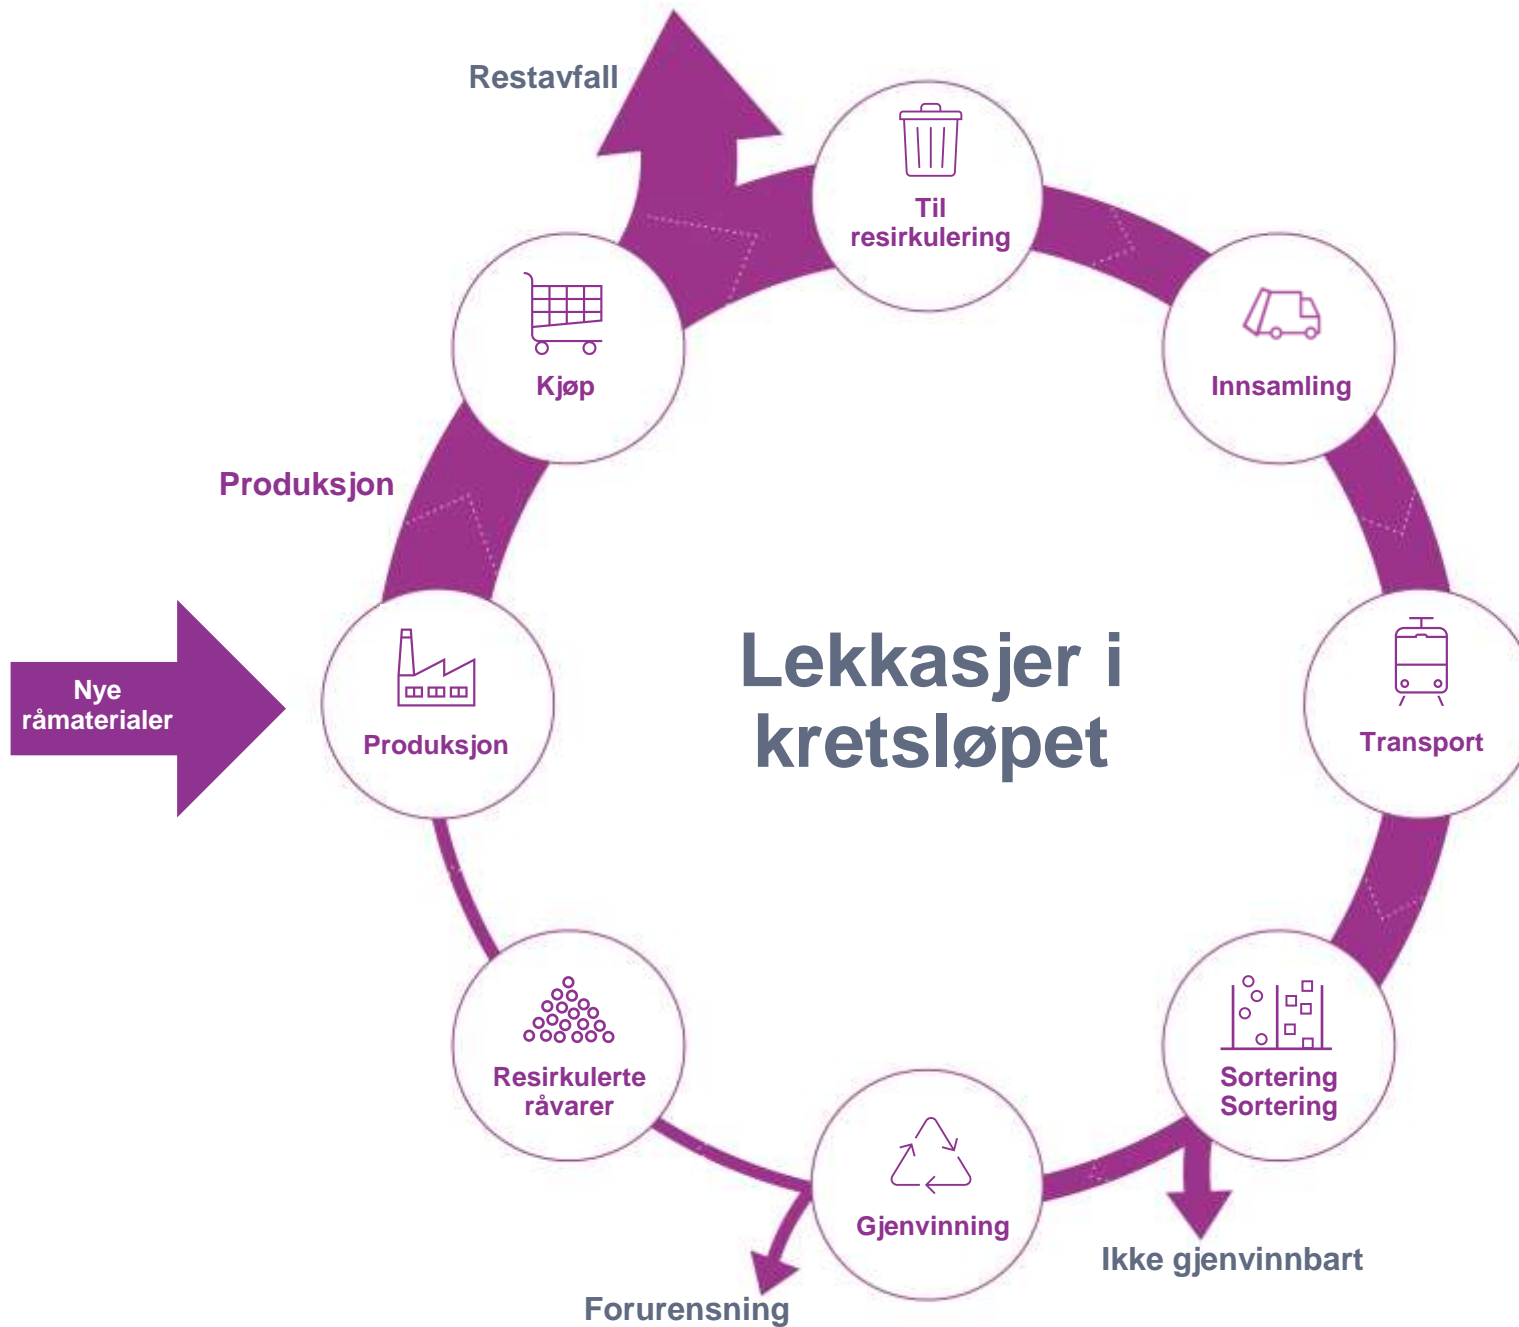 Restavfall
Til
resirkulering
Kjøp
Innsamling
Produksjon
Nye
råmaterialer
Produksjon
Lekkasjer i
kretsløpet
Transport
Resirkulerte
råvarer
Sortering
Sortering
Gjenvinning
Ikke gjenvinnbart
Forurensning